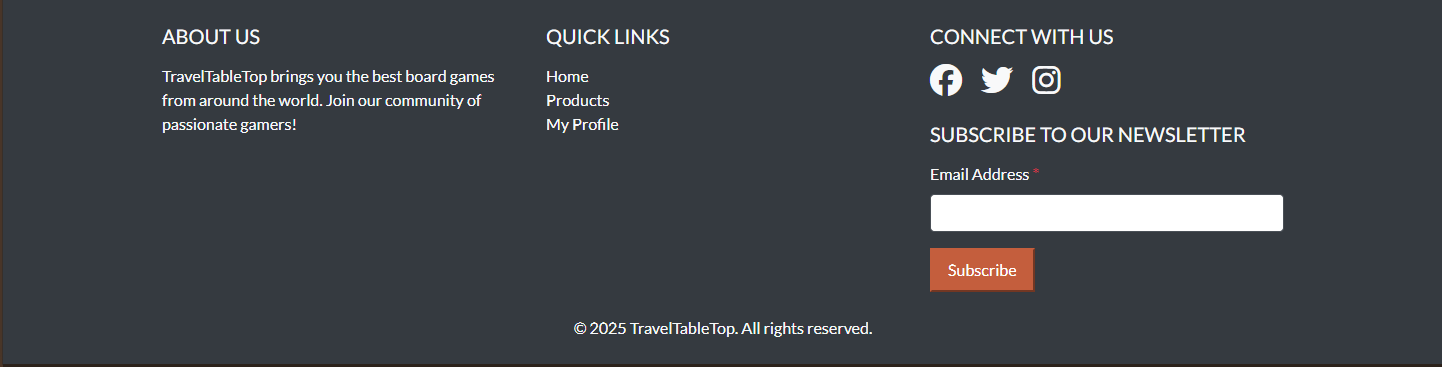 ABOUT US
TravelTableTop brings you the best board games
from around the world. Join our community of
passionate gamers!
QUICK LINKS
Home
Products
My Profile
CONNECT WITH US
SUBSCRIBE TO OUR NEWSLETTER
Email Address *
Subscribe
© 2025 TravelTableTop. All rights reserved.